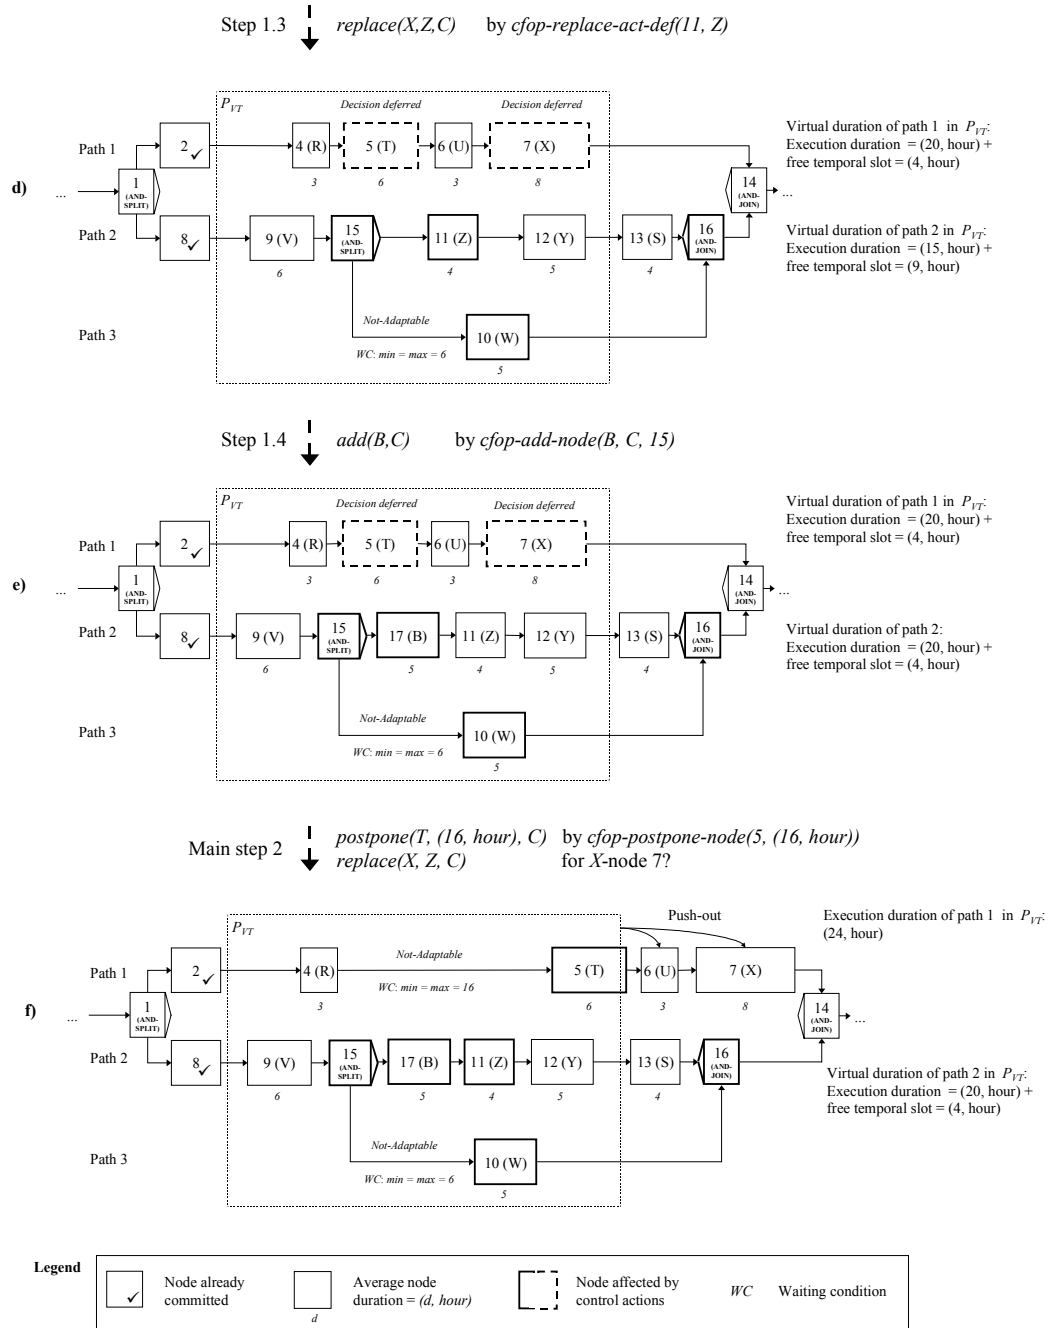 Step 1.3 replace(X,Z,C) by cfop-replace-act-def(11, Z)
d)
P_VT
Decision deferred Decision deferred
Path 1
2 4 (R) 5 (T) 6 (U) 7 (X)
3 6 3 8
Virtual duration of path 1 in P_VT:
Execution duration = (20, hour) +
free temporal slot = (4, hour)
... 1 (AND-SPLIT)
14 (AND-JOIN) ...
Path 2
8 9 (V) 15 (AND-SPLIT) 11 (Z) 12 (Y) 13 (S) 16 (AND-JOIN)
6 4 5 4
Virtual duration of path 2 in P_VT:
Execution duration = (15, hour) +
free temporal slot = (9, hour)
Path 3
Not-Adaptable
WC: min = max = 6
10 (W)
5
Step 1.4 add(B,C) by cfop-add-node(B, C, 15)
e)
P_VT
Decision deferred Decision deferred
Path 1
2 4 (R) 5 (T) 6 (U) 7 (X)
3 6 3 8
Virtual duration of path 1 in P_VT:
Execution duration = (20, hour) +
free temporal slot = (4, hour)
... 1 (AND-SPLIT)
14 (AND-JOIN) ...
Path 2
8 9 (V) 15 (AND-SPLIT) 17 (B) 11 (Z) 12 (Y) 13 (S) 16 (AND-JOIN)
6 5 4 5 4
Virtual duration of path 2:
Execution duration = (20, hour) +
free temporal slot = (4, hour)
Path 3
Not-Adaptable
WC: min = max = 6
10 (W)
5
Main step 2
postpone(T, (16, hour), C) by cfop-postpone-node(5, (16, hour))
replace(X, Z, C) for X-node 7?
f)
P_VT
Push-out
Execution duration of path 1 in P_VT:
(24, hour)
Path 1
2 4 (R) Not-Adaptable 5 (T) 6 (U) 7 (X)
WC: min = max = 16
3 6 3 8
... 1 (AND-SPLIT)
14 (AND-JOIN) ...
Path 2
8 9 (V) 15 (AND-SPLIT) 17 (B) 11 (Z) 12 (Y) 13 (S) 16 (AND-JOIN)
6 5 4 5 4
Virtual duration of path 2 in P_VT:
Execution duration = (20, hour) +
free temporal slot = (4, hour)
Path 3
Not-Adaptable
WC: min = max = 6
10 (W)
5
Legend
Node already
committed
d
Average node
duration = (d, hour)
Node affected by
control actions
WC Waiting condition